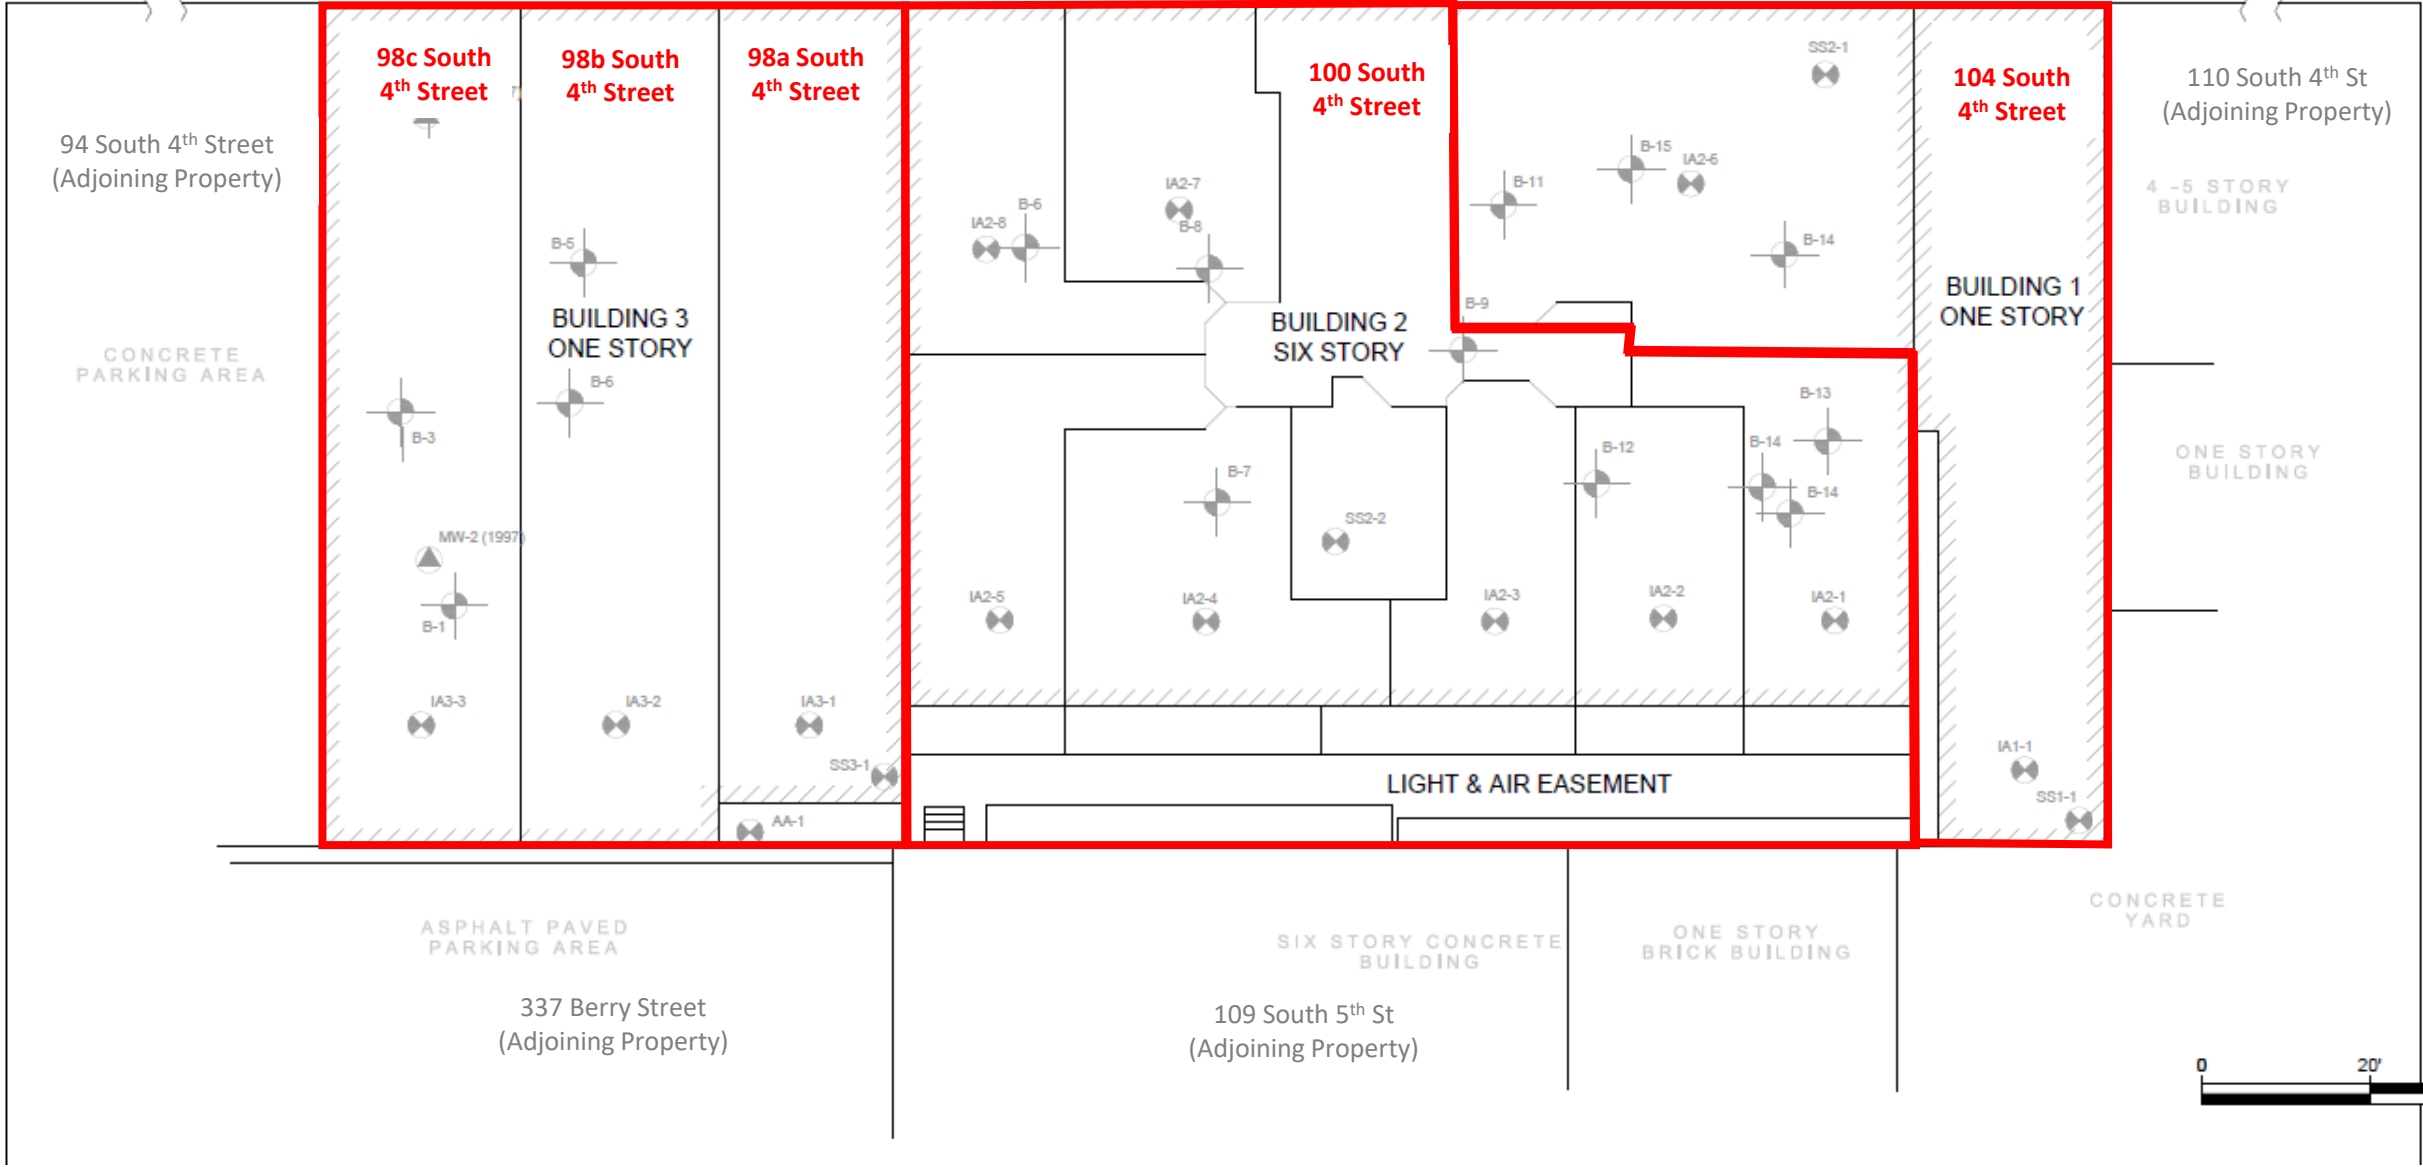 98c South
4th Street
98b South
4th Street
98a South
4th Street
100 South
4th Street
104 South
4th Street
94 South 4th Street
(Adjoining Property)
110 South 4th St
(Adjoining Property)
SS2-1
B-15
IA2-6
B-11
IA2-7
B-8
B-6
IA2-8
B-14
4 -5 STORY
BUILDING
B-5
BUILDING 3
ONE STORY
BUILDING 2
SIX STORY
B-9
BUILDING 1
ONE STORY
CONCRETE
PARKING AREA
B-6
B-3
B-13
B-14
B-14
B-12
B-7
ONE STORY
BUILDING
SS2-2
MW-2 (1997)
B-1
IA2-5
IA2-4
IA2-3
IA2-2
IA2-1
IA3-3
IA3-2
IA3-1
SS3-1
AA-1
LIGHT & AIR EASEMENT
IA1-1
SS1-1
ASPHALT PAVED
PARKING AREA
SIX STORY CONCRETE
BUILDING
ONE STORY
BRICK BUILDING
CONCRETE
YARD
337 Berry Street
(Adjoining Property)
109 South 5th St
(Adjoining Property)
0 20'